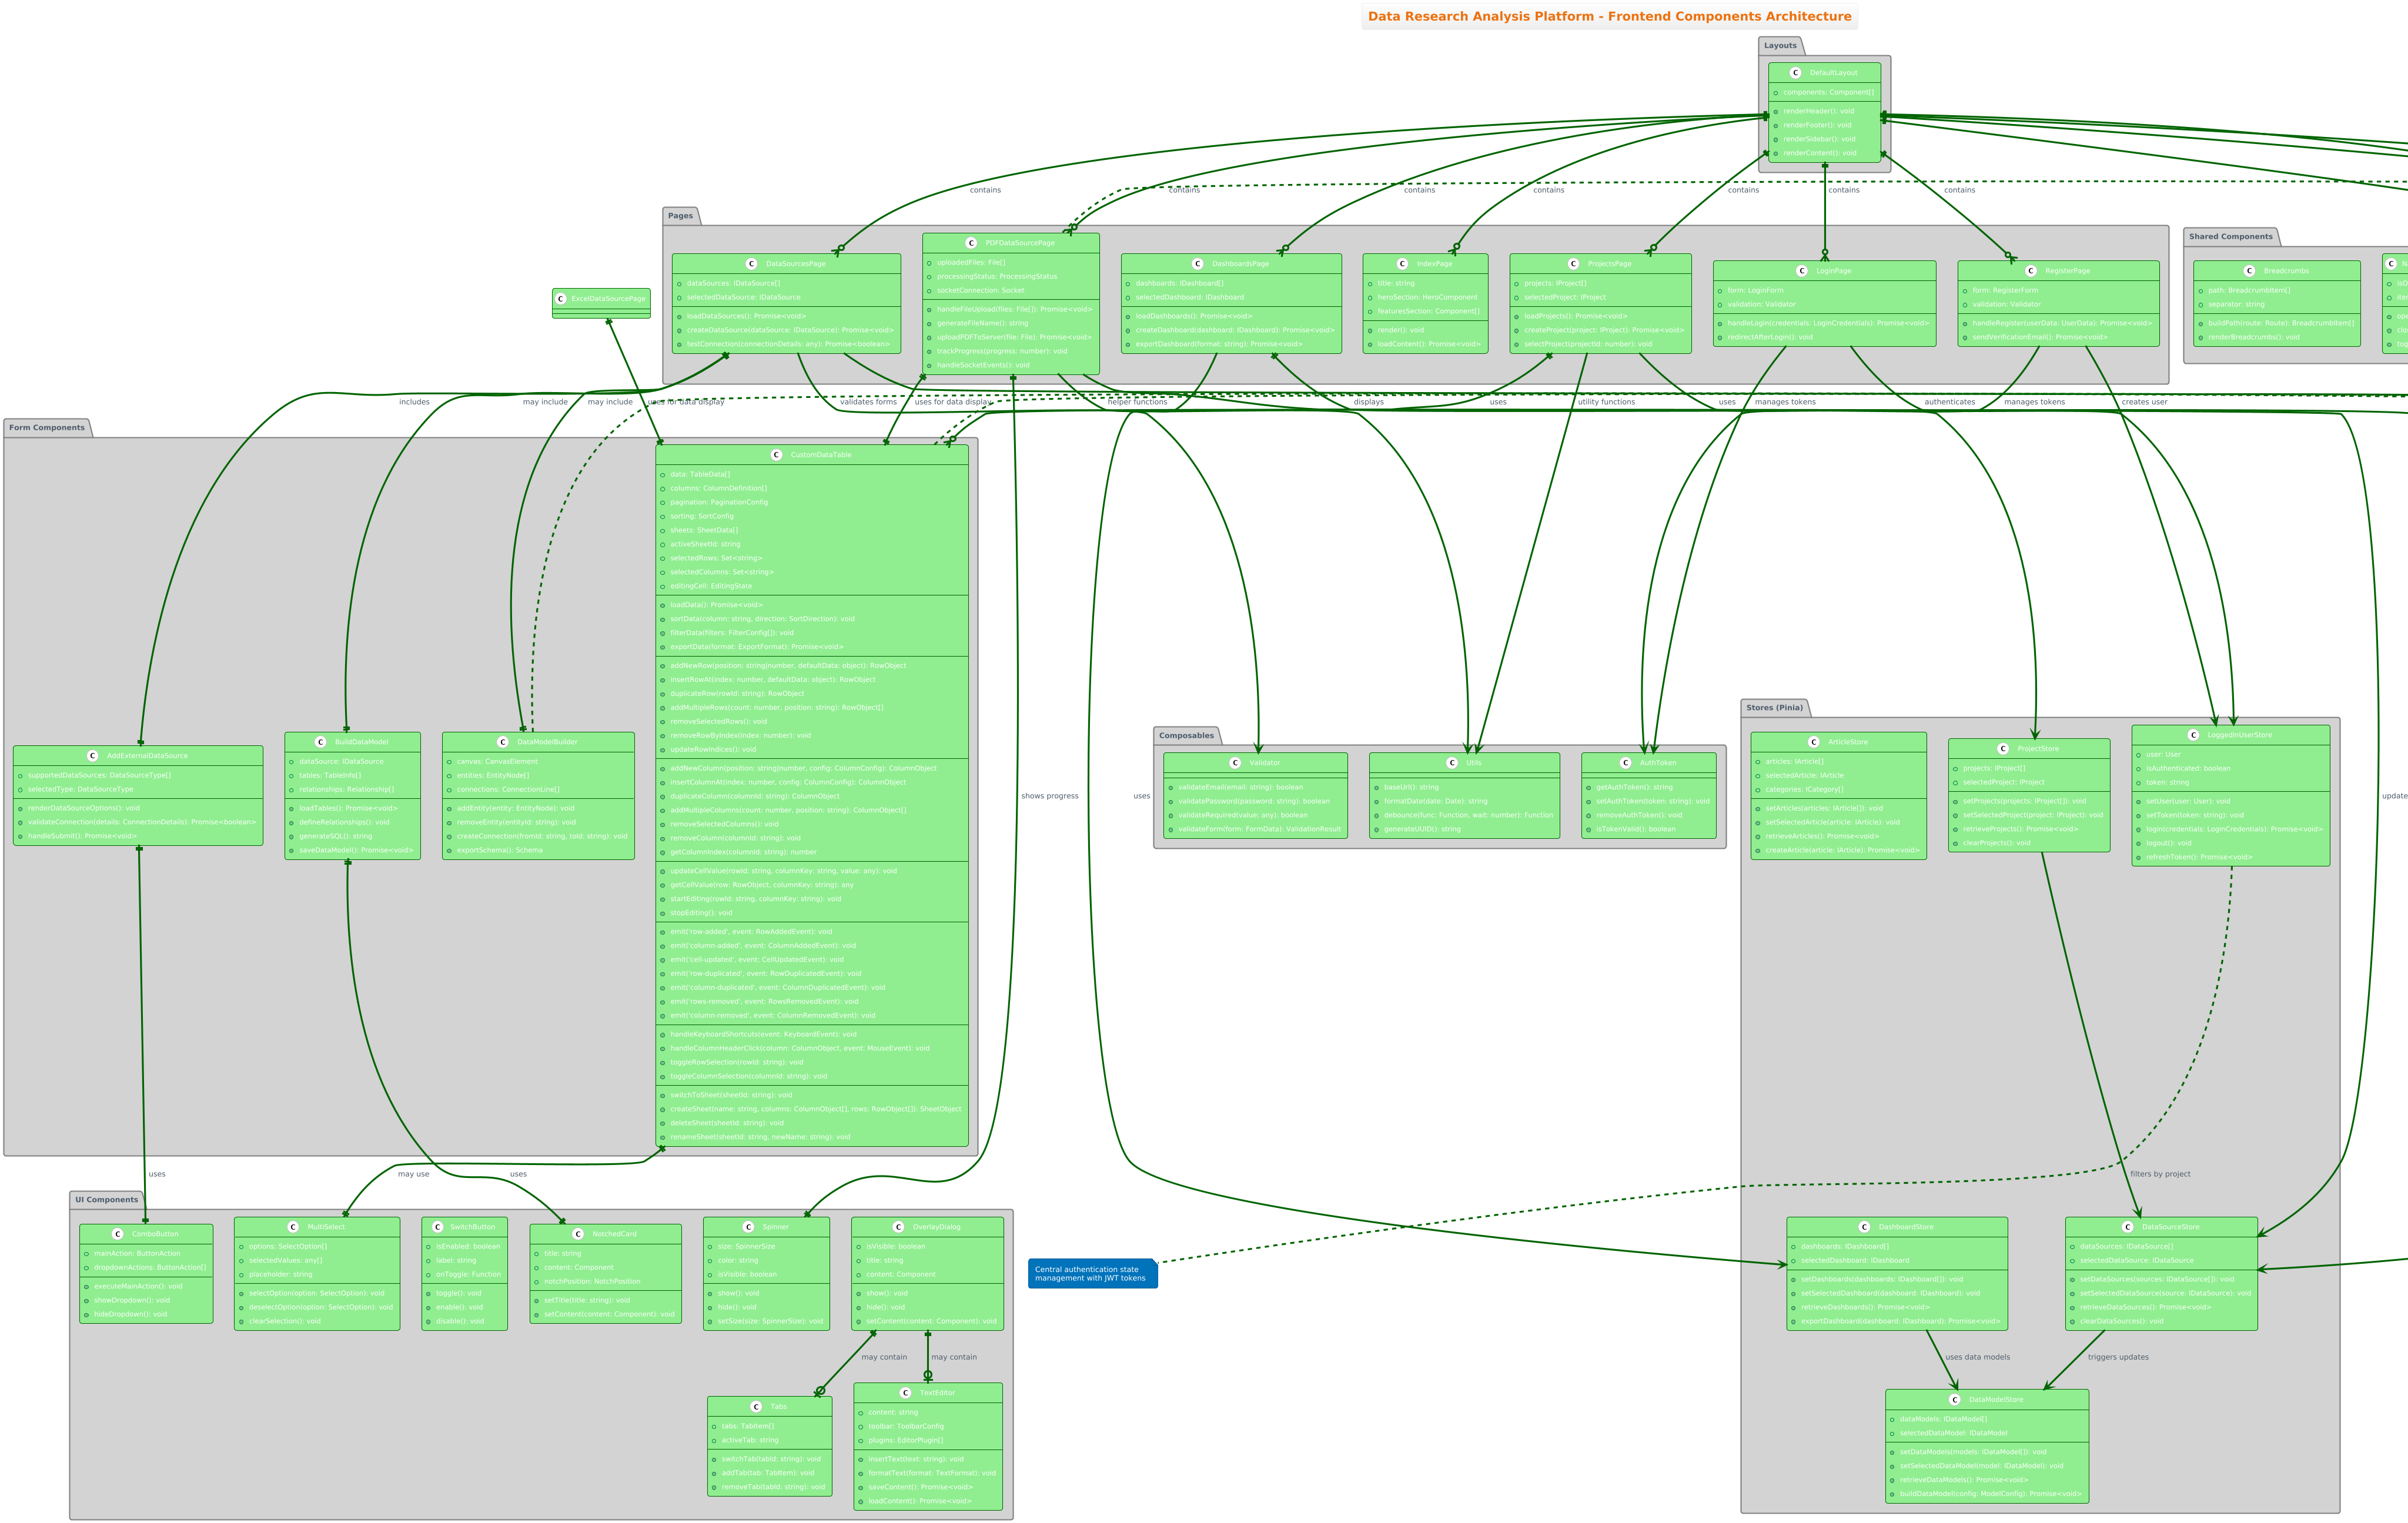 Data Research Analysis Platform - Frontend Components Architecture
Layouts
C DefaultLayout
components: Component[]
renderHeader(): void
renderFooter(): void
renderSidebar(): void
renderContent(): void
contains
contains
contains
contains
contains
contains
contains
Pages
C DataSourcesPage
dataSources: IDataSource[]
selectedDataSource: IDataSource
loadDataSources(): Promise<void>
createDataSource(dataSource: IDataSource): Promise<void>
testConnection(connectionDetails: any): Promise<boolean>
C PDFDataSourcePage
uploadedFiles: File[]
processingStatus: ProcessingStatus
socketConnection: Socket
handleFileUpload(files: File[]): Promise<void>
generateFileName(): string
uploadPDFToServer(file: File): Promise<void>
trackProgress(progress: number): void
handleSocketEvents(): void
C DashboardsPage
dashboards: IDashboard[]
selectedDashboard: IDashboard
loadDashboards(): Promise<void>
createDashboard(dashboard: IDashboard): Promise<void>
exportDashboard(format: string): Promise<void>
C IndexPage
title: string
heroSection: HeroComponent
featuresSection: Component[]
render(): void
loadContent(): Promise<void>
C ProjectsPage
projects: IProject[]
selectedProject: IProject
loadProjects(): Promise<void>
createProject(project: IProject): Promise<void>
selectProject(projectId: number): void
C LoginPage
form: LoginForm
validation: Validator
handleLogin(credentials: LoginCredentials): Promise<void>
redirectAfterLogin(): void
C RegisterPage
form: RegisterForm
validation: Validator
handleRegister(userData: UserData): Promise<void>
sendVerificationEmail(): Promise<void>
Shared Components
C Breadcrumbs
path: BreadcrumbItem[]
separator: string
buildPath(route: Route): BreadcrumbItem[]
renderBreadcrumbs(): void
C ExcelDataSourcePage
includes
may include
may include
uses for data display
validates forms
uses for data display
helper functions
displays
uses
utility functions
uses
manages tokens
authenticates
manages tokens
creates user
Form Components
C CustomDataTable
data: TableData[]
columns: ColumnDefinition[]
pagination: PaginationConfig
sorting: SortConfig
sheets: SheetData[]
activeSheetId: string
selectedRows: Set<string>
selectedColumns: Set<string>
editingCell: EditingState
loadData(): Promise<void>
sortData(column: string, direction: SortDirection): void
filterData(filters: FilterConfig[]): void
exportData(format: ExportFormat): Promise<void>
addNewRow(position: string|number, defaultData: object): RowObject
insertRowAt(index: number, defaultData: object): RowObject
duplicateRow(rowId: string): RowObject
addMultipleRows(count: number, position: string): RowObject[]
removeSelectedRows(): void
removeRowByIndex(index: number): void
updateRowIndices(): void
addNewColumn(position: string|number, config: ColumnConfig): ColumnObject
insertColumnAt(index: number, config: ColumnConfig): ColumnObject
duplicateColumn(columnId: string): ColumnObject
addMultipleColumns(count: number, position: string): ColumnObject[]
removeSelectedColumns(): void
removeColumn(columnId: string): void
getColumnIndex(columnId: string): number
updateCellValue(rowId: string, columnKey: string, value: any): void
getCellValue(row: RowObject, columnKey: string): any
startEditing(rowId: string, columnKey: string): void
stopEditing(): void
emit('row-added', event: RowAddedEvent): void
emit('column-added', event: ColumnAddedEvent): void
emit('cell-updated', event: CellUpdatedEvent): void
emit('row-duplicated', event: RowDuplicatedEvent): void
emit('column-duplicated', event: ColumnDuplicatedEvent): void
emit('rows-removed', event: RowsRemovedEvent): void
emit('column-removed', event: ColumnRemovedEvent): void
handleKeyboardShortcuts(event: KeyboardEvent): void
handleColumnHeaderClick(column: ColumnObject, event: MouseEvent): void
toggleRowSelection(rowId: string): void
toggleColumnSelection(columnId: string): void
switchToSheet(sheetId: string): void
createSheet(name: string, columns: ColumnObject[], rows: RowObject[]): SheetObject
deleteSheet(sheetId: string): void
renameSheet(sheetId: string, newName: string): void
C AddExternalDataSource
supportedDataSources: DataSourceType[]
selectedType: DataSourceType
renderDataSourceOptions(): void
validateConnection(details: ConnectionDetails): Promise<boolean>
handleSubmit(): Promise<void>
C BuildDataModel
dataSource: IDataSource
tables: TableInfo[]
relationships: Relationship[]
loadTables(): Promise<void>
defineRelationships(): void
generateSQL(): string
saveDataModel(): Promise<void>
C DataModelBuilder
canvas: CanvasElement
entities: EntityNode[]
connections: ConnectionLine[]
addEntity(entity: EntityNode): void
removeEntity(entityId: string): void
createConnection(fromId: string, toId: string): void
exportSchema(): Schema
shows progress
uses
update
Composables
C Validator
validateEmail(email: string): boolean
validatePassword(password: string): boolean
validateRequired(value: any): boolean
validateForm(form: FormData): ValidationResult
C Utils
baseUrl(): string
formatDate(date: Date): string
debounce(func: Function, wait: number): Function
generateUUID(): string
C AuthToken
getAuthToken(): string
setAuthToken(token: string): void
removeAuthToken(): void
isTokenValid(): boolean
Stores (Pinia)
C ArticleStore
articles: IArticle[]
selectedArticle: IArticle
categories: ICategory[]
setArticles(articles: IArticle[]): void
setSelectedArticle(article: IArticle): void
retrieveArticles(): Promise<void>
createArticle(article: IArticle): Promise<void>
C ProjectStore
projects: IProject[]
selectedProject: IProject
setProjects(projects: IProject[]): void
setSelectedProject(project: IProject): void
retrieveProjects(): Promise<void>
clearProjects(): void
C LoggedInUserStore
user: User
isAuthenticated: boolean
token: string
setUser(user: User): void
setToken(token: string): void
login(credentials: LoginCredentials): Promise<void>
logout(): void
refreshToken(): Promise<void>
uses
may use
uses
filters by project
UI Components
C ComboButton
mainAction: ButtonAction
dropdownActions: ButtonAction[]
executeMainAction(): void
showDropdown(): void
hideDropdown(): void
C MultiSelect
options: SelectOption[]
selectedValues: any[]
placeholder: string
selectOption(option: SelectOption): void
deselectOption(option: SelectOption): void
clearSelection(): void
C SwitchButton
isEnabled: boolean
label: string
onToggle: Function
toggle(): void
enable(): void
disable(): void
C NotchedCard
title: string
content: Component
notchPosition: NotchPosition
setTitle(title: string): void
setContent(content: Component): void
C Spinner
size: SpinnerSize
color: string
isVisible: boolean
show(): void
hide(): void
setSize(size: SpinnerSize): void
C OverlayDialog
isVisible: boolean
title: string
content: Component
show(): void
hide(): void
setContent(content: Component): void
may contain
may contain
C Tabs
tabs: TabItem[]
activeTab: string
switchTab(tabId: string): void
addTab(tab: TabItem): void
removeTab(tabId: string): void
C TextEditor
content: string
toolbar: ToolbarConfig
plugins: EditorPlugin[]
insertText(text: string): void
formatText(format: TextFormat): void
saveContent(): Promise<void>
loadContent(): Promise<void>
Central authentication state
management with JWT tokens
C DashboardStore
dashboards: IDashboard[]
selectedDashboard: IDashboard
setDashboards(dashboards: IDashboard[]): void
setSelectedDashboard(dashboard: IDashboard): void
retrieveDashboards(): Promise<void>
exportDashboard(dashboard: IDashboard): Promise<void>
C DataSourceStore
dataSources: IDataSource[]
selectedDataSource: IDataSource
setDataSources(sources: IDataSource[]): void
setSelectedDataSource(source: IDataSource): void
retrieveDataSources(): Promise<void>
clearDataSources(): void
uses data models
triggers updates
C DataModelStore
dataModels: IDataModel[]
selectedDataModel: IDataModel
setDataModels(models: IDataModel[]): void
setSelectedDataModel(model: IDataModel): void
retrieveDataModels(): Promise<void>
buildDataModel(config: ModelConfig): Promise<void>